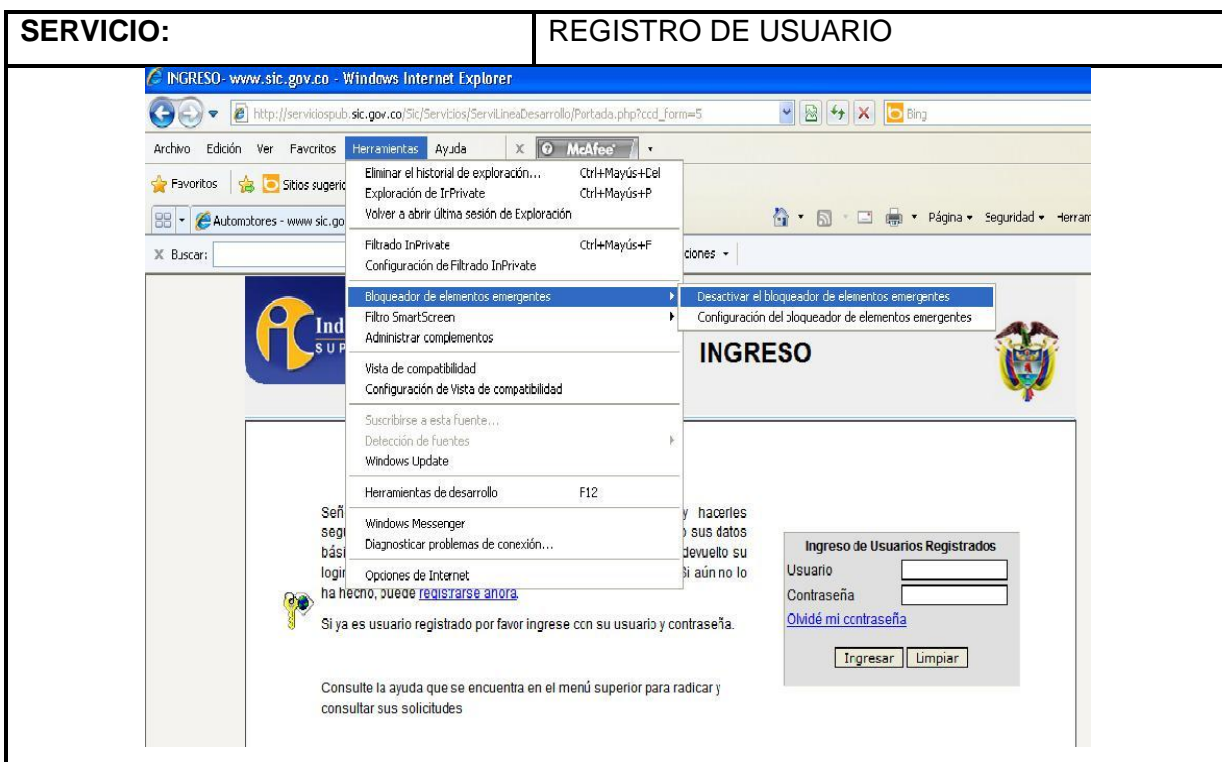 SERVICIO: REGISTRO DE USUARIO
INGRESO- www.sic.gov.co - Windows Internet Explorer
http://serviciospub.sic.gov.co/Sic/Servicios/ServiLineaDesarrollo/Portada.php?ccd_form=5 Bing
Archivo Edición Ver Favoritos Herramientas Ayuda X McAfee
Favoritos Sitios sugeric
Automotores - www sic.go Página Seguridad Herram
X Buscar: ciones
Eliminar el historial de exploración... Ctrl+Mayús+Del
Exploración de InPrivate Ctrl+Mayús+P
Volver a abrir última sesión de Exploración
Filtrado InPrivate Ctrl+Mayús+F
Configuración de Filtrado InPrivate
Bloqueador de elementos emergentes
Filtro SmartScreen
Administrar complementos
Vista de compatibilidad
Configuración de Vista de compatibilidad
Suscribirse a esta fuente...
Detección de fuentes
Windows Update
Herramientas de desarrollo F12
Windows Messenger
Diagnosticar problemas de conexión...
Opciones de Internet
Desactivar el bloqueador de elementos emergentes
Configuración del bloqueador de elementos emergentes
Ind
SUP
INGRESO
Señ y hacerles
segu o sus datos
bási devuelto su
login Si aún no lo
ha hecho, puede registrarse ahora.
Si ya es usuario registrado por favor ingrese con su usuario y contraseña.
Consulte la ayuda que se encuentra en el menú superior para radicar y
consultar sus solicitudes
Ingreso de Usuarios Registrados
Usuario
Contraseña
Olvidé mi contraseña
Ingresar Limpiar